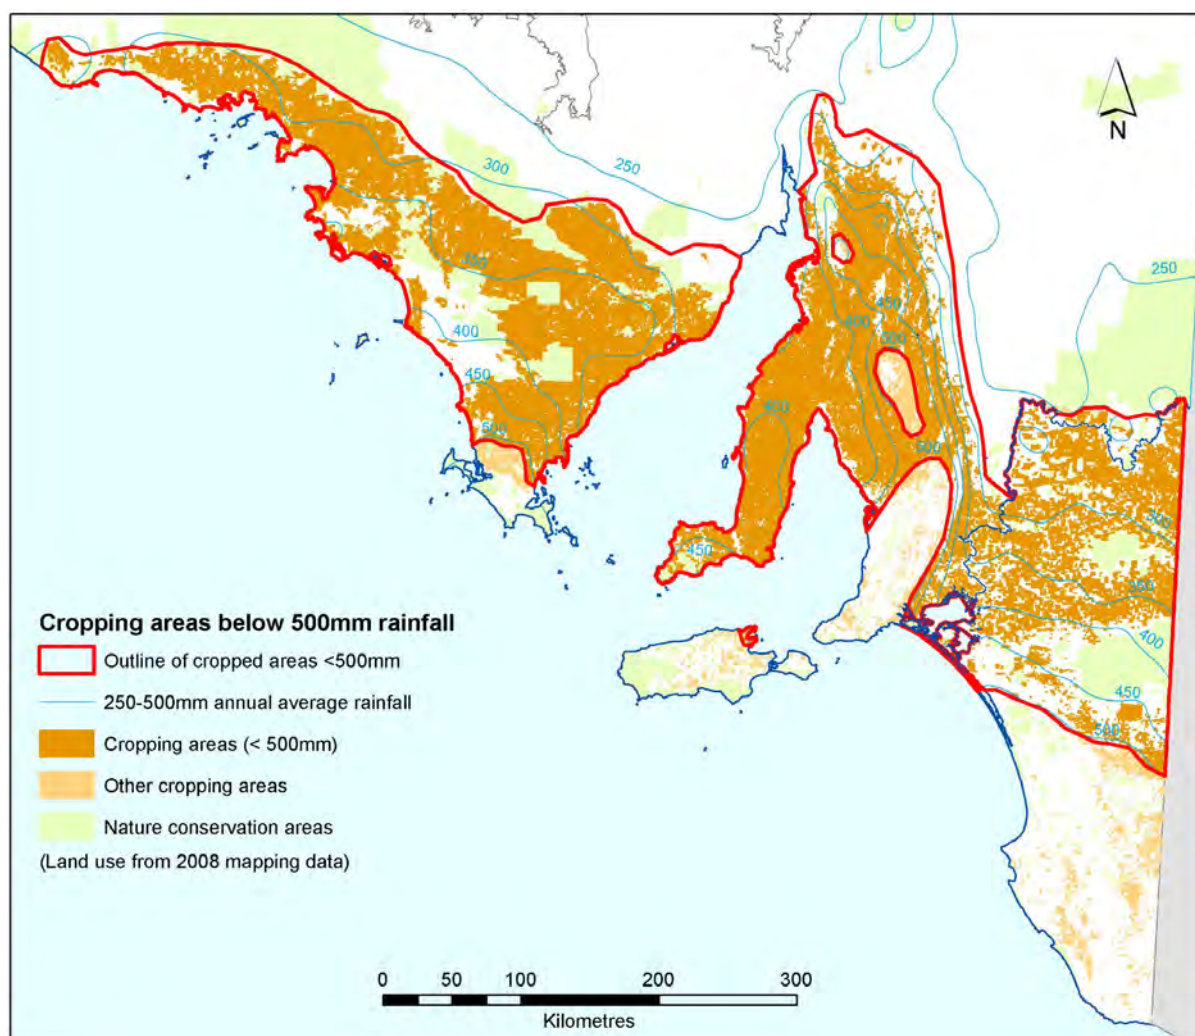 250
300
250
350
450
400
500
400
450
500
400
500
300
450
350
400
450
500
N
Cropping areas below 500mm rainfall
Outline of cropped areas <500mm
250-500mm annual average rainfall
Cropping areas (< 500mm)
Other cropping areas
Nature conservation areas
(Land use from 2008 mapping data)
0 50 100 200 300
Kilometres